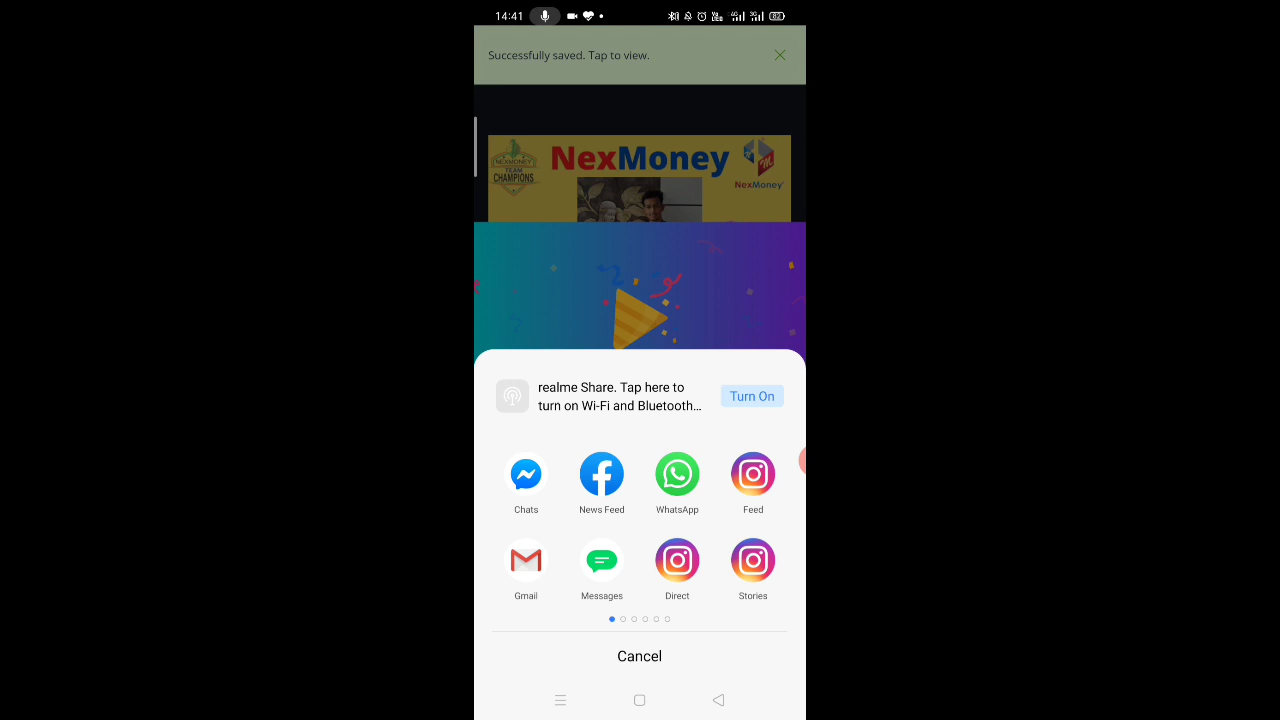 14:41
82
Successfully saved. Tap to view.
NEXMONEY
TEAM
CHAMPIONS
NexMoney
NexMoney
realme Share. Tap here to
turn on Wi-Fi and Bluetooth…
Turn On
Chats
News Feed
WhatsApp
Feed
Gmail
Messages
Direct
Stories
Cancel